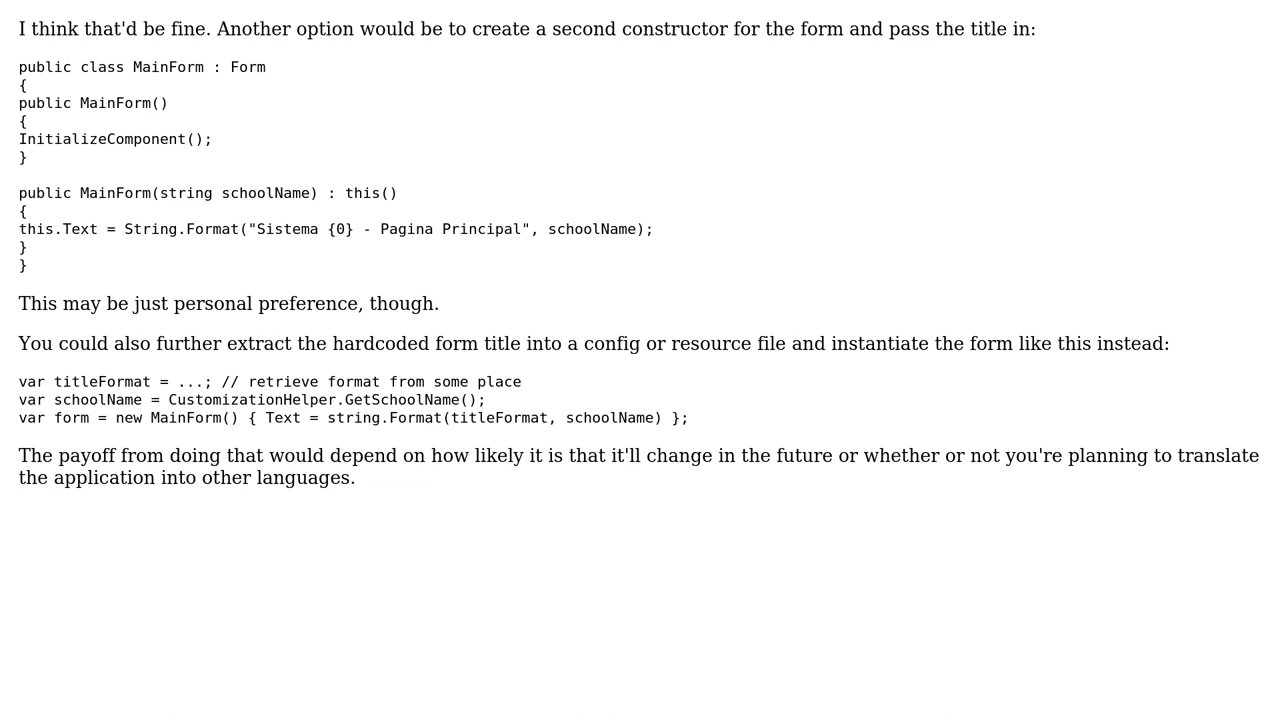 I think that'd be fine. Another option would be to create a second constructor for the form and pass the title in:
public class MainForm : Form
{
public MainForm()
{
InitializeComponent();
}
public MainForm(string schoolName) : this()
{
this.Text = String.Format("Sistema {0} - Pagina Principal", schoolName);
}
}
This may be just personal preference, though.
You could also further extract the hardcoded form title into a config or resource file and instantiate the form like this instead:
var titleFormat = ...; // retrieve format from some place
var schoolName = CustomizationHelper.GetSchoolName();
var form = new MainForm() { Text = string.Format(titleFormat, schoolName) };
The payoff from doing that would depend on how likely it is that it'll change in the future or whether or not you're planning to translate
the application into other languages.